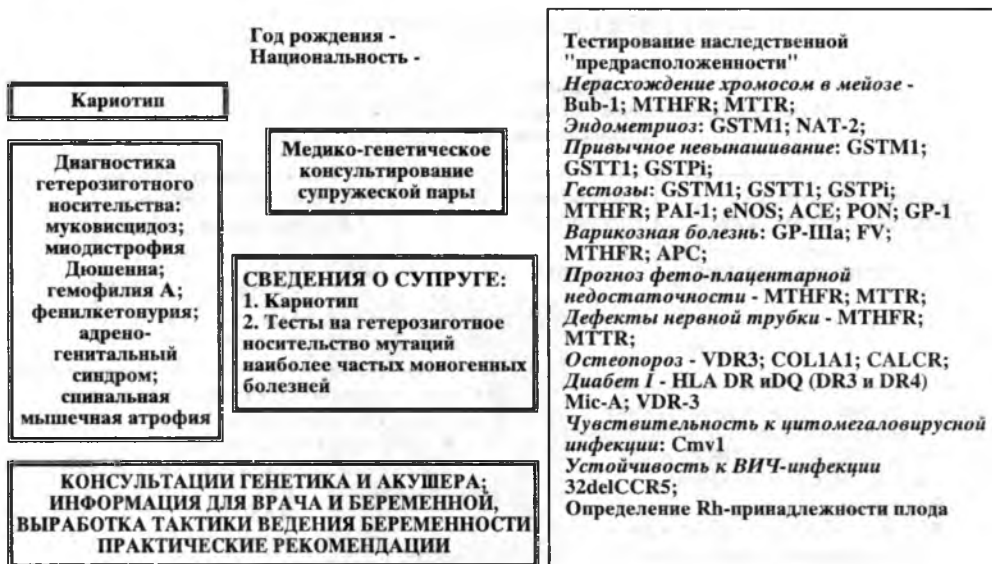 Год рождения -
Национальность -
Кариотип
Диагностика
гетерозиготного
носительства:
муковисцидоз;
миодистрофия
Дюшенна;
гемофилия А;
фенилкетонурия;
адрено-
генитальный
синдром;
спинальная
мышечная атрофия
Медико-генетическое
консультирование
супружеской пары
СВЕДЕНИЯ О СУПРУГЕ:
1. Кариотип
2. Тесты на гетерозиготное
носительство мутаций
наиболее частых моногенных
болезней
КОНСУЛЬТАЦИИ ГЕНЕТИКА И АКУШЕРА;
ИНФОРМАЦИЯ ДЛЯ ВРАЧА И БЕРЕМЕННОЙ,
ВЫРАБОТКА ТАКТИКИ ВЕДЕНИЯ БЕРЕМЕННОСТИ
ПРАКТИЧЕСКИЕ РЕКОМЕНДАЦИИ
Тестирование наследственной
"предрасположенности"
Нерасхождение хромосом в мейозе -
Bub-1; MTHFR; MTTR;
Эндометриоз: GSTM1; NAT-2;
Привычное невынашивание: GSTM1;
GSTT1; GSTPi;
Гестозы: GSTM1; GSTT1; GSTPi;
MTHFR; PAI-1; eNOS; ACE; PON; GP-1
Варикозная болезнь: GP-IIIa; FV;
MTHFR; APC;
Прогноз фето-плацентарной
недостаточности - MTHFR; MTTR;
Дефекты нервной трубки - MTHFR;
MTTR;
Остеопороз - VDR3; COL1A1; CALCR;
Диабет I - HLA DR иDQ (DR3 и DR4)
Mic-A; VDR-3
Чувствительность к цитомегаловирусной
инфекции: Cmv1
Устойчивость к ВИЧ-инфекции
32delCCR5;
Определение Rh-принадлежности плода